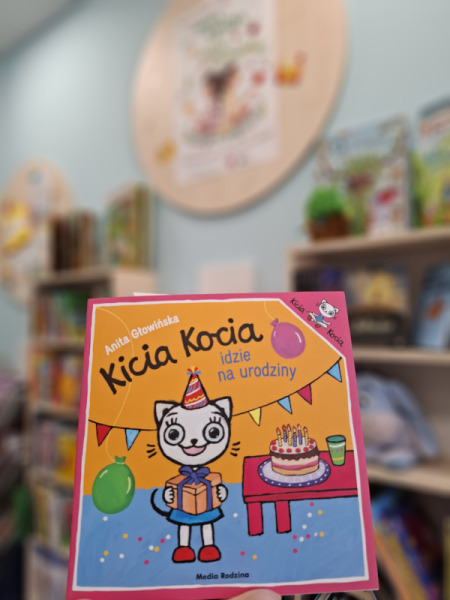 Anita Głowińska
Kicia Kocia
idzie
na urodziny
Kicia
Kocia
Media Rodzina